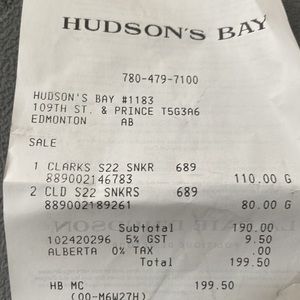 HUDSON'S BAY
780-479-7100
HUDSON'S BAY #1183
109TH ST. & PRINCE T5G3A6
EDMONTON AB
SALE
1 CLARKS S22 SNKR 689
889002146783 110.00 G
2 CLD S22 SNKRS 689
889002189261 80.00 G
Subtotal 190.00
102420296 5% GST 9.50
ALBERTA 0% TAX .00
Total 199.50
HB MC 199.50
(00-M6W27H)